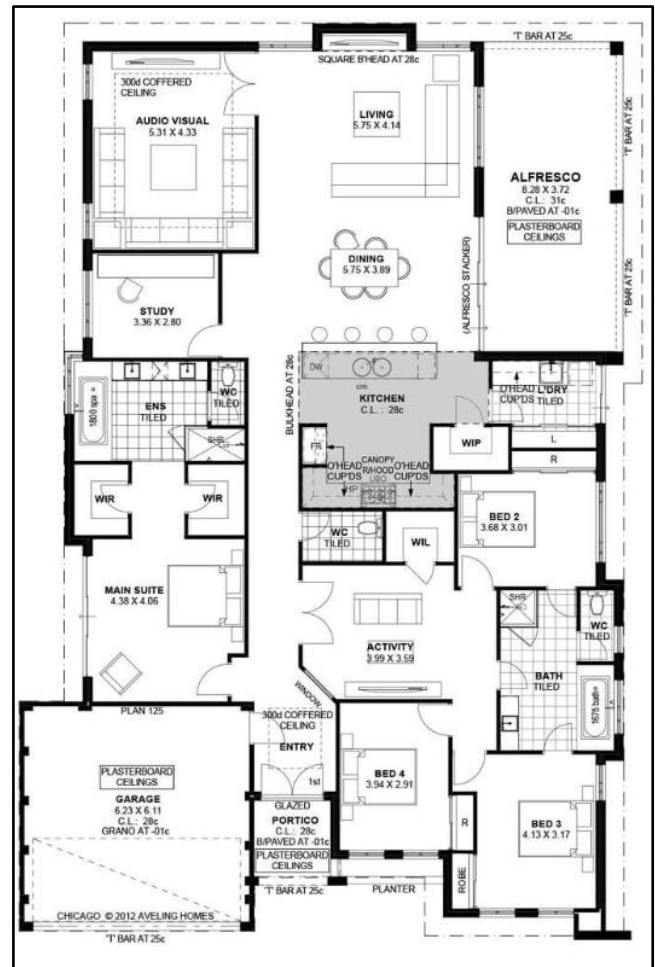 'T' BAR AT 25c
SQUARE B'HEAD AT 28c
300d COFFERED
CEILING
AUDIO VISUAL
5.31 X 4.33
LIVING
5.75 X 4.14
'T' BAR AT 25c
ALFRESCO
8.28 X 3.72
C.L.: 31c
B/PAVED AT -01c
PLASTERBOARD
CEILINGS
'T' BAR AT 25c
DINING
5.75 X 3.89
(ALFRESCO STACKER)
STUDY
3.36 X 2.80
BULKHEAD AT 28c
DW
KITCHEN
C.L.: 28c
O'HEAD
CUP'DS
L'DRY
TILED
1800 spa
ENS
TILED
WC
TILED
SHR
FR
WIP
L
R
CANOPY
R/HOOD
UBO
O'HEAD
CUP'DS
O'HEAD
CUP'DS
HP
WIR
WIR
BED 2
3.68 X 3.01
WC
TILED
WIL
MAIN SUITE
4.38 X 4.06
SHR
WC
TILED
ACTIVITY
3.99 X 3.59
BATH
TILED
1675 bath
WINDOW
PLAN 125
300d COFFERED
CEILING
ENTRY
1st
PLASTERBOARD
CEILINGS
GARAGE
6.23 X 6.11
C.L.: 28c
GRANO AT -01c
BED 4
3.94 X 2.91
GLAZED
PORTICO
C.L.: 28c
B/PAVED AT -01c
PLASTERBOARD
CEILINGS
R
BED 3
4.13 X 3.17
ROBE
'T' BAR AT 25c
PLANTER
CHICAGO © 2012 AVELING HOMES
'T' BAR AT 25c